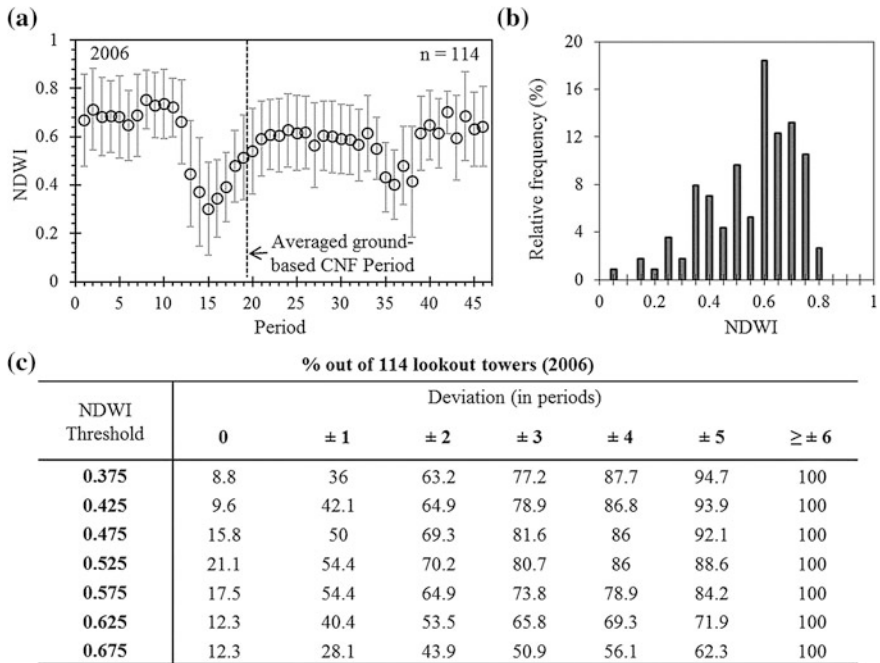 (a)
2006
n = 114
NDWI
1
0.8
0.6
0.4
0.2
0
Averaged ground-
based CNF Period
0 5 10 15 20 25 30 35 40 45
Period
(b)
Relative frequency (%)
20
16
12
8
4
0
0 0.2 0.4 0.6 0.8 1
NDWI
(c)
% out of 114 lookout towers (2006)
NDWI
Threshold
Deviation (in periods)
0 ± 1 ± 2 ± 3 ± 4 ± 5 ≥ ± 6
0.375 8.8 36 63.2 77.2 87.7 94.7 100
0.425 9.6 42.1 64.9 78.9 86.8 93.9 100
0.475 15.8 50 69.3 81.6 86 92.1 100
0.525 21.1 54.4 70.2 80.7 86 88.6 100
0.575 17.5 54.4 64.9 73.8 78.9 84.2 100
0.625 12.3 40.4 53.5 65.8 69.3 71.9 100
0.675 12.3 28.1 43.9 50.9 56.1 62.3 100